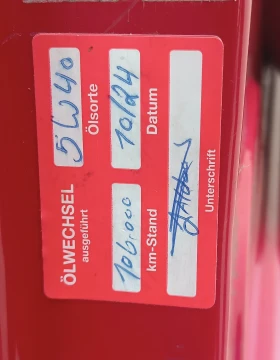 ÖLWECHSEL
ausgeführt
5W40
Ölsorte
106.000
10/24
km-Stand
Datum
Unterschrift